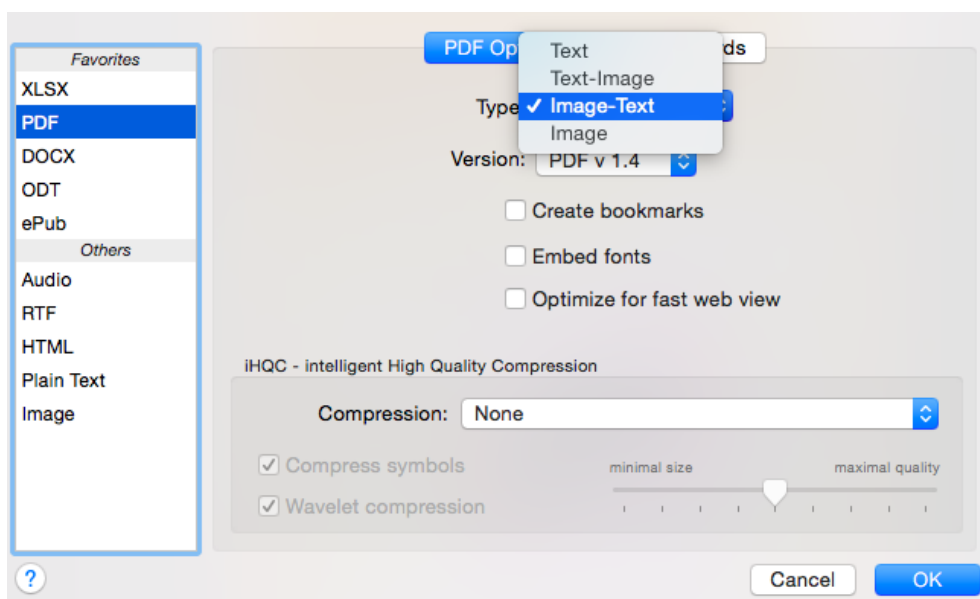 Favorites
XLSX
PDF
DOCX
ODT
ePub
Others
Audio
RTF
HTML
Plain Text
Image
PDF Op
Text
Text-Image
✓ Image-Text
Image
Type
Version: PDF v 1.4
Create bookmarks
Embed fonts
Optimize for fast web view
iHQC - intelligent High Quality Compression
Compression: None
Compress symbols
Wavelet compression
minimal size maximal quality
?
Cancel OK